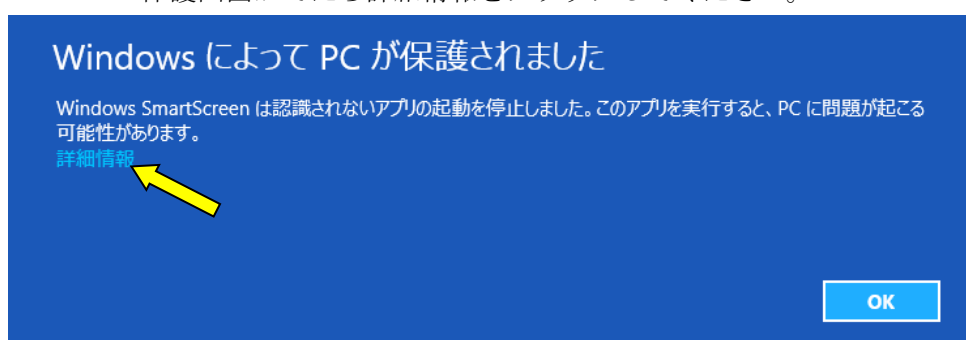 Windows によって PC が保護されました
Windows SmartScreen は認識されないアプリの起動を停止しました。このアプリを実行すると、PC に問題が起こる
可能性があります。
詳細情報
OK